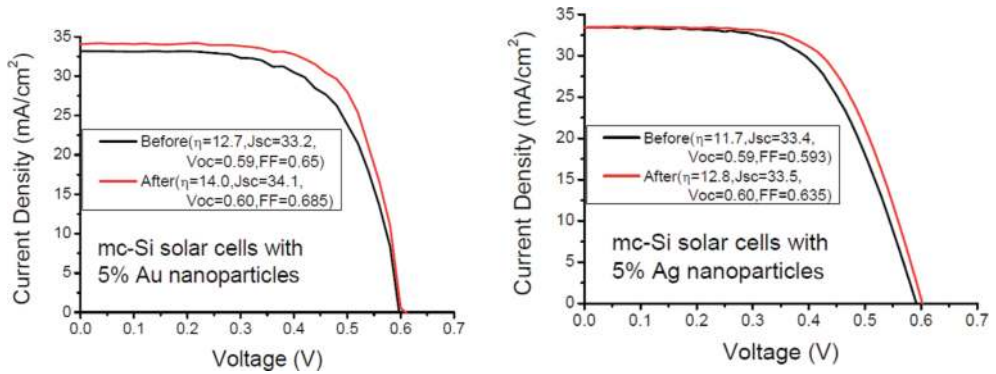 35
30
25
20
15
10
5
0
Current Density (mA/cm²)
Before(η=12.7,Jsc=33.2,
Voc=0.59,FF=0.65)
After(η=14.0,Jsc=34.1,
Voc=0.60,FF=0.685)
mc-Si solar cells with
5% Au nanoparticles
0.0 0.1 0.2 0.3 0.4 0.5 0.6 0.7
Voltage (V)
35
30
25
20
15
10
5
0
Current Density (mA/cm²)
Before(η=11.7,Jsc=33.4,
Voc=0.59,FF=0.593)
After(η=12.8,Jsc=33.5,
Voc=0.60,FF=0.635)
mc-Si solar cells with
5% Ag nanoparticles
0.0 0.1 0.2 0.3 0.4 0.5 0.6 0.7
Voltage (V)